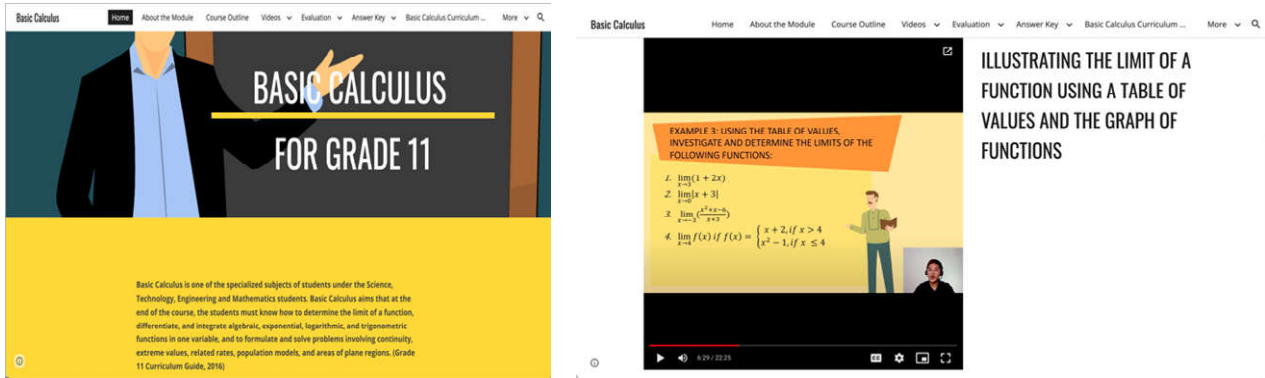 Basic Calculus
Home About the Module Course Outline Videos Evaluation Answer Key Basic Calculus Curriculum ... More
BASIC CALCULUS
FOR GRADE 11
Basic Calculus is one of the specialized subjects of students under the Science,
Technology, Engineering and Mathematics students. Basic Calculus aims that at the
end of the course, the students must know how to determine the limit of a function,
differentiate, and integrate algebraic, exponential, logarithmic, and trigonometric
functions in one variable, and to formulate and solve problems involving continuity,
extreme values, related rates, population models, and areas of plane regions. (Grade
11 Curriculum Guide, 2016)
Basic Calculus
Home About the Module Course Outline Videos Evaluation Answer Key Basic Calculus Curriculum ... More
EXAMPLE 3: USING THE TABLE OF VALUES,
INVESTIGATE AND DETERMINE THE LIMITS OF THE
FOLLOWING FUNCTIONS:
1. lim x→3 (1 + 2x)
2. lim x→0 |x + 3|
3. lim x→−3 (x²+x−6 / x+3)
4. lim x→4 f(x) if f(x) = { x + 2, if x > 4
x² − 1, if x ≤ 4
6:29 / 22:25
ILLUSTRATING THE LIMIT OF A
FUNCTION USING A TABLE OF
VALUES AND THE GRAPH OF
FUNCTIONS